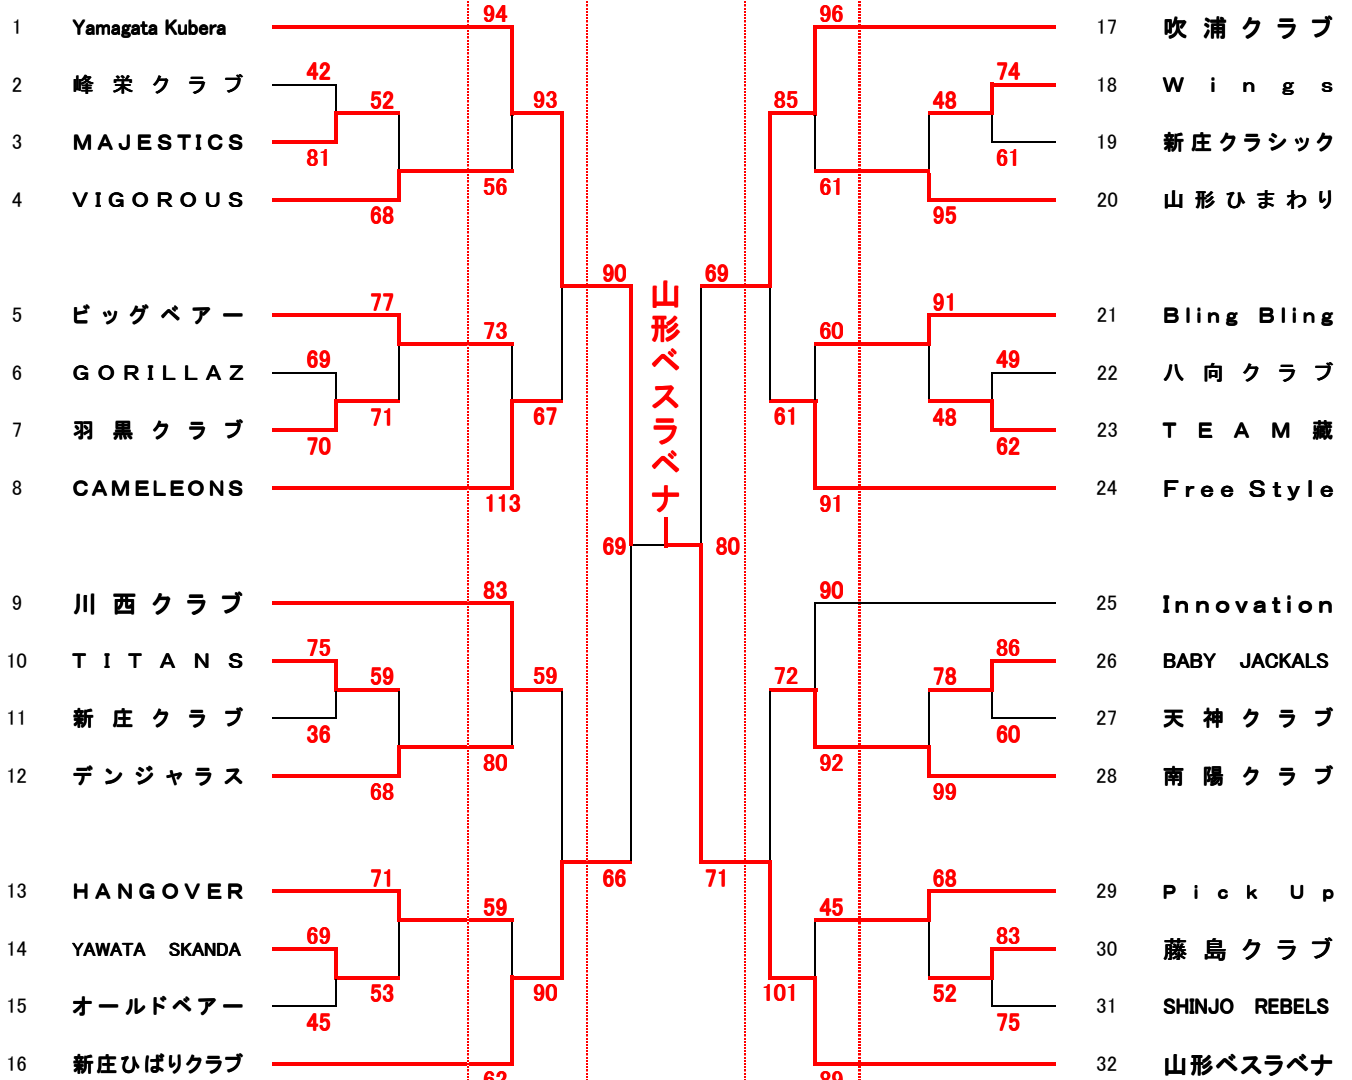 94 96
1 Yamagata Kubera 17 吹浦クラブ
42 74
2 峰栄クラブ 52 93 85 48 18 Wings
3 MAJESTICS 19 新庄クラシック
81 61
56 61
4 VIGOROUS 20 山形ひまわり
68 95
90 山形ベスラベナ 69
77 91
5 ビッグベアー 21 Bling Bling
73 60
69 49
6 GORILLAZ 22 八向クラブ
71 67 61 48
7 羽黒クラブ 23 TEAM藏
70 62
8 CAMELEONS 24 Free Style
113 91
69 80
83 90
9 川西クラブ 25 Innovation
75 86
10 TITANS 26 BABY JACKALS
59 59 72 78
11 新庄クラブ 27 天神クラブ
36 60
80 92
12 デンジャラス 28 南陽クラブ
68 99
66 71
71 68
13 HANGOVER 29 Pick Up
59 45
69 83
14 YAWATA SKANDA 30 藤島クラブ
53 90 101 52
15 オールドベアー 31 SHINJO REBELS
45 75
16 新庄ひばりクラブ 32 山形ベスラベナ
62 89